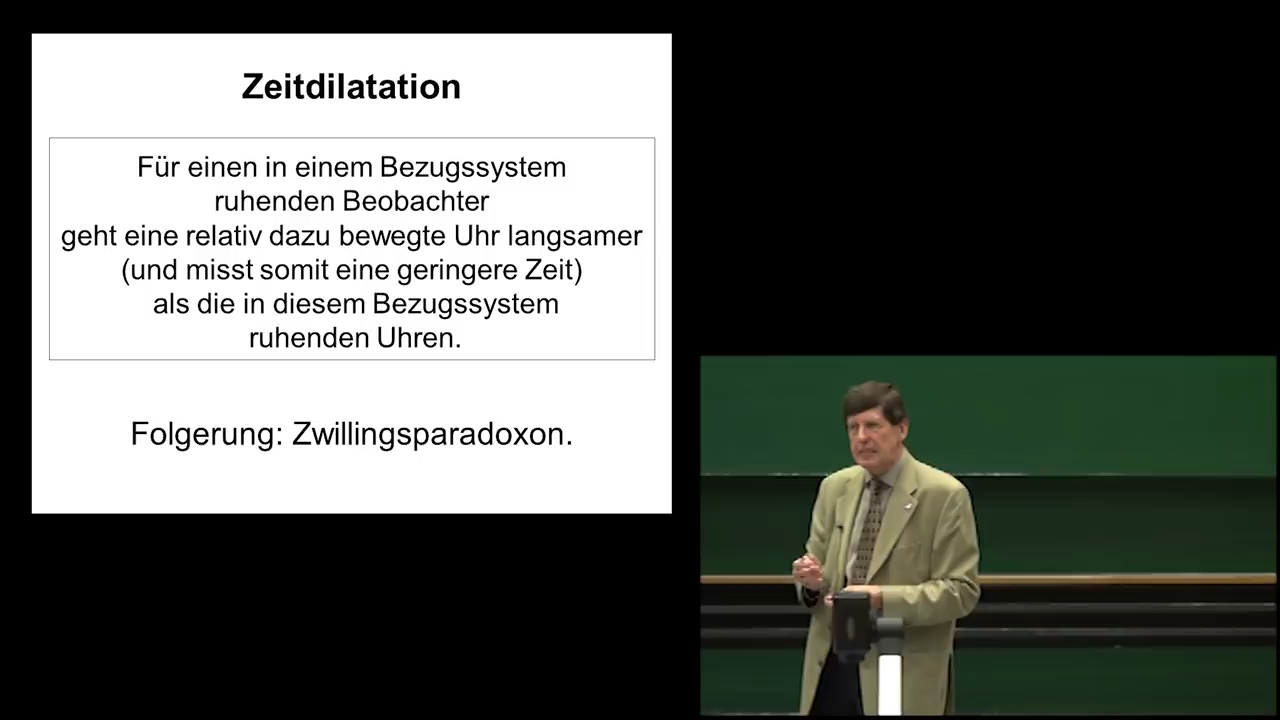 Zeitdilatation
Für einen in einem Bezugssystem
ruhenden Beobachter
geht eine relativ dazu bewegte Uhr langsamer
(und misst somit eine geringere Zeit)
als die in diesem Bezugssystem
ruhenden Uhren.
Folgerung: Zwillingsparadoxon.